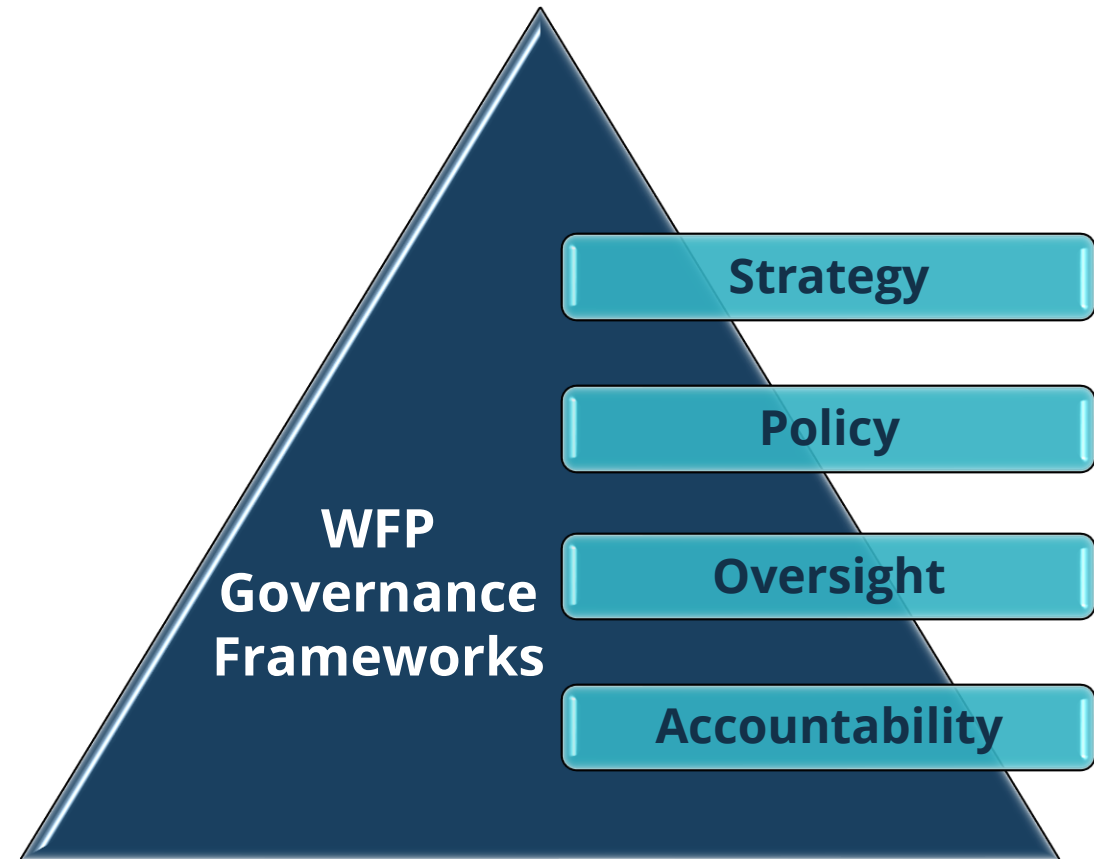 Strategy
Policy
WFP
Governance
Frameworks
Oversight
Accountability